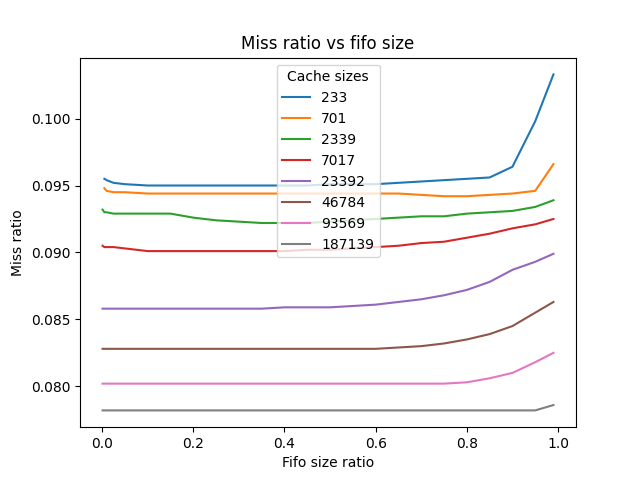 Miss ratio vs fifo size
Cache sizes
233
701
2339
7017
23392
46784
93569
187139
0.100
0.095
0.090
0.085
0.080
Miss ratio
0.0 0.2 0.4 0.6 0.8 1.0
Fifo size ratio